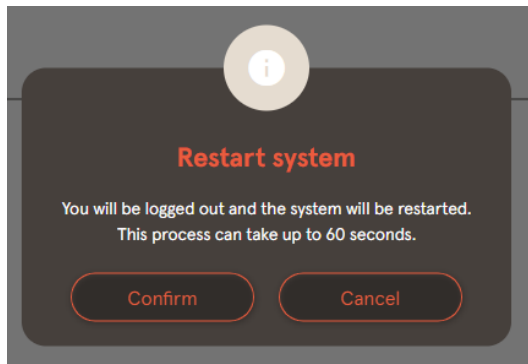 Restart system
You will be logged out and the system will be restarted.
This process can take up to 60 seconds.
Confirm
Cancel